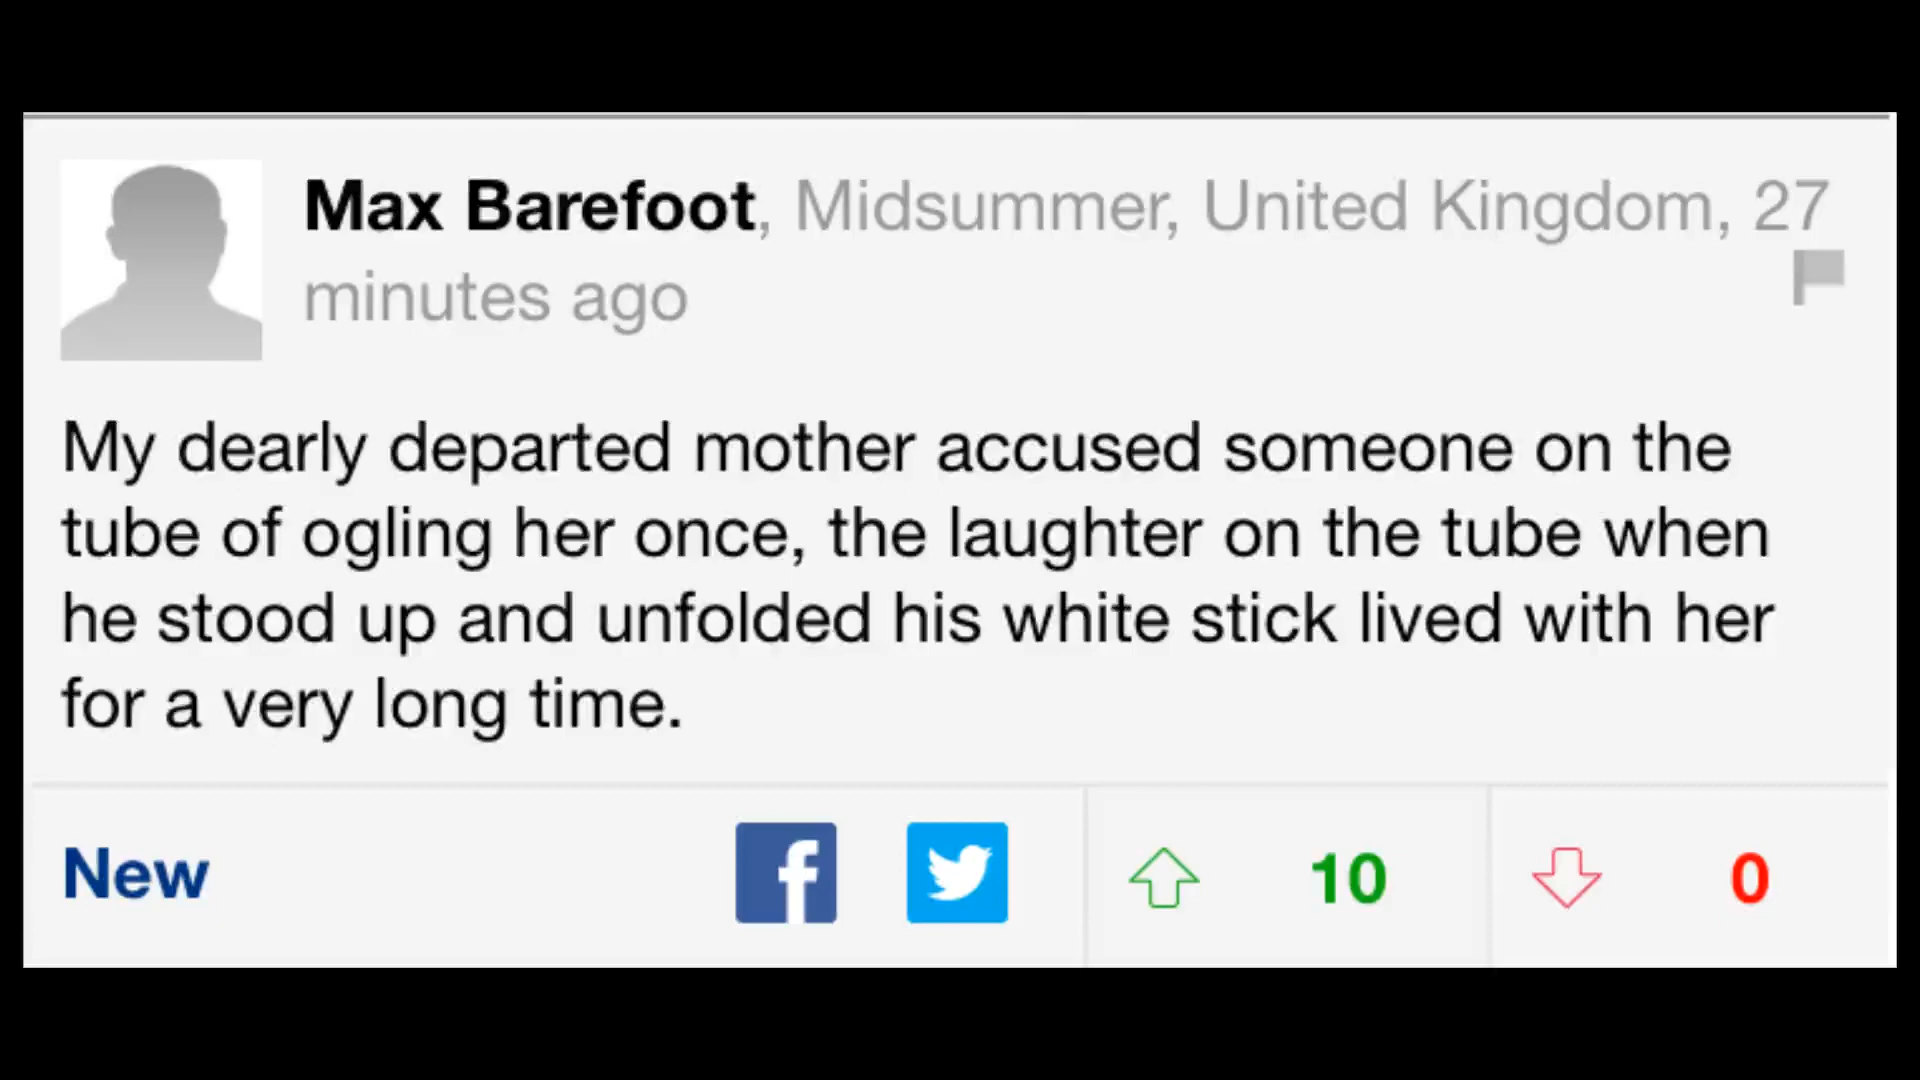 Max Barefoot, Midsummer, United Kingdom, 27
minutes ago
My dearly departed mother accused someone on the
tube of ogling her once, the laughter on the tube when
he stood up and unfolded his white stick lived with her
for a very long time.
New f 10 0